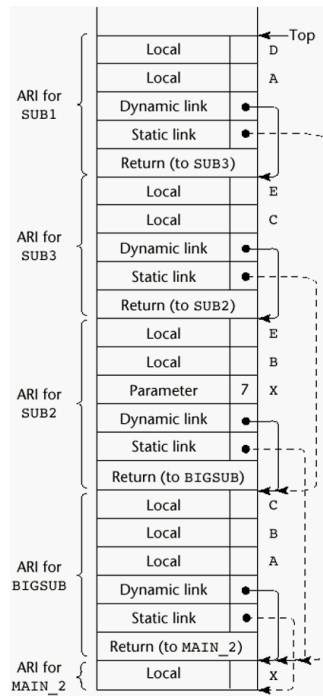 Top
Local D
Local A
ARI for
SUB1
Dynamic link
Static link
Return (to SUB3)
Local E
Local C
ARI for
SUB3
Dynamic link
Static link
Return (to SUB2)
Local E
Local B
ARI for
SUB2
Parameter 7 X
Dynamic link
Static link
Return (to BIGSUB)
Local C
Local B
Local A
ARI for
BIGSUB
Dynamic link
Static link
Return (to MAIN_2)
ARI for
MAIN_2
Local X